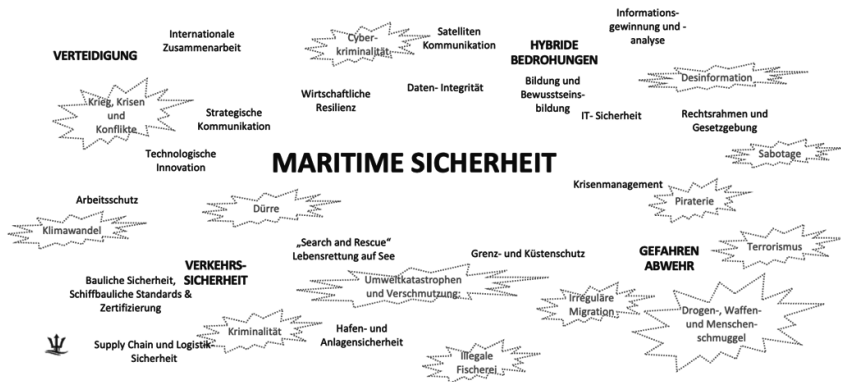 Internationale
Zusammenarbeit
VERTEIDIGUNG
Cyber-
kriminalität
Satelliten
Kommunikation
HYBRIDE
BEDROHUNGEN
Informations-
gewinnung und -
analyse
Krieg, Krisen
und
Konflikte
Strategische
Kommunikation
Wirtschaftliche
Resilienz
Daten- Integrität
Bildung und
Bewusstseins-
bildung
IT- Sicherheit
Desinformation
Rechtsrahmen und
Gesetzgebung
Technologische
Innovation
MARITIME SICHERHEIT
Sabotage
Krisenmanagement
Piraterie
Arbeitsschutz
Klimawandel
Dürre
VERKEHRS-
SICHERHEIT
„Search and Rescue“
Lebensrettung auf See
Grenz- und Küstenschutz
GEFAHREN
ABWEHR
Terrorismus
Bauliche Sicherheit,
Schiffbauliche Standards &
Zertifizierung
Umweltkatastrophen
und Verschmutzung
Irreguläre
Migration
Drogen-, Waffen-
und Menschen-
schmuggel
Kriminalität
Supply Chain und Logistik-
Sicherheit
Hafen- und
Anlagensicherheit
Illegale
Fischerei